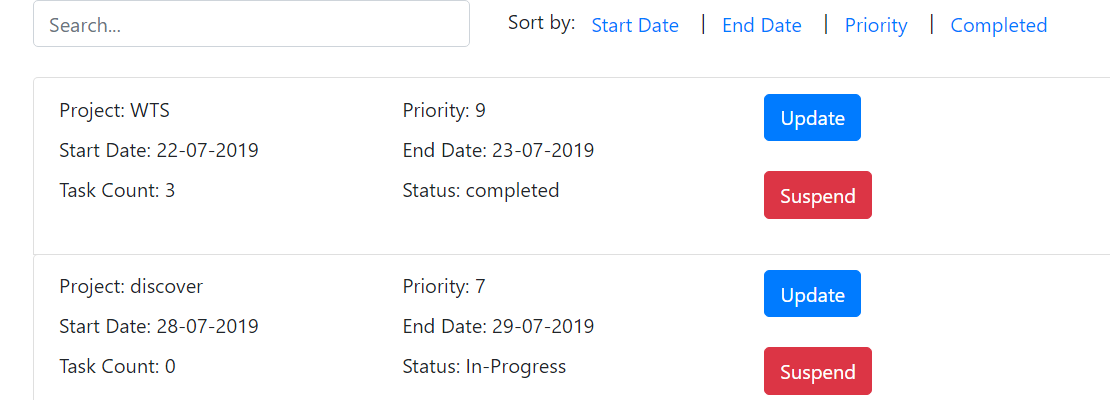 Search... Sort by: Start Date | End Date | Priority | Completed
Project: WTS Priority: 9 Update
Start Date: 22-07-2019 End Date: 23-07-2019
Task Count: 3 Status: completed Suspend
Project: discover Priority: 7 Update
Start Date: 28-07-2019 End Date: 29-07-2019
Task Count: 0 Status: In-Progress Suspend